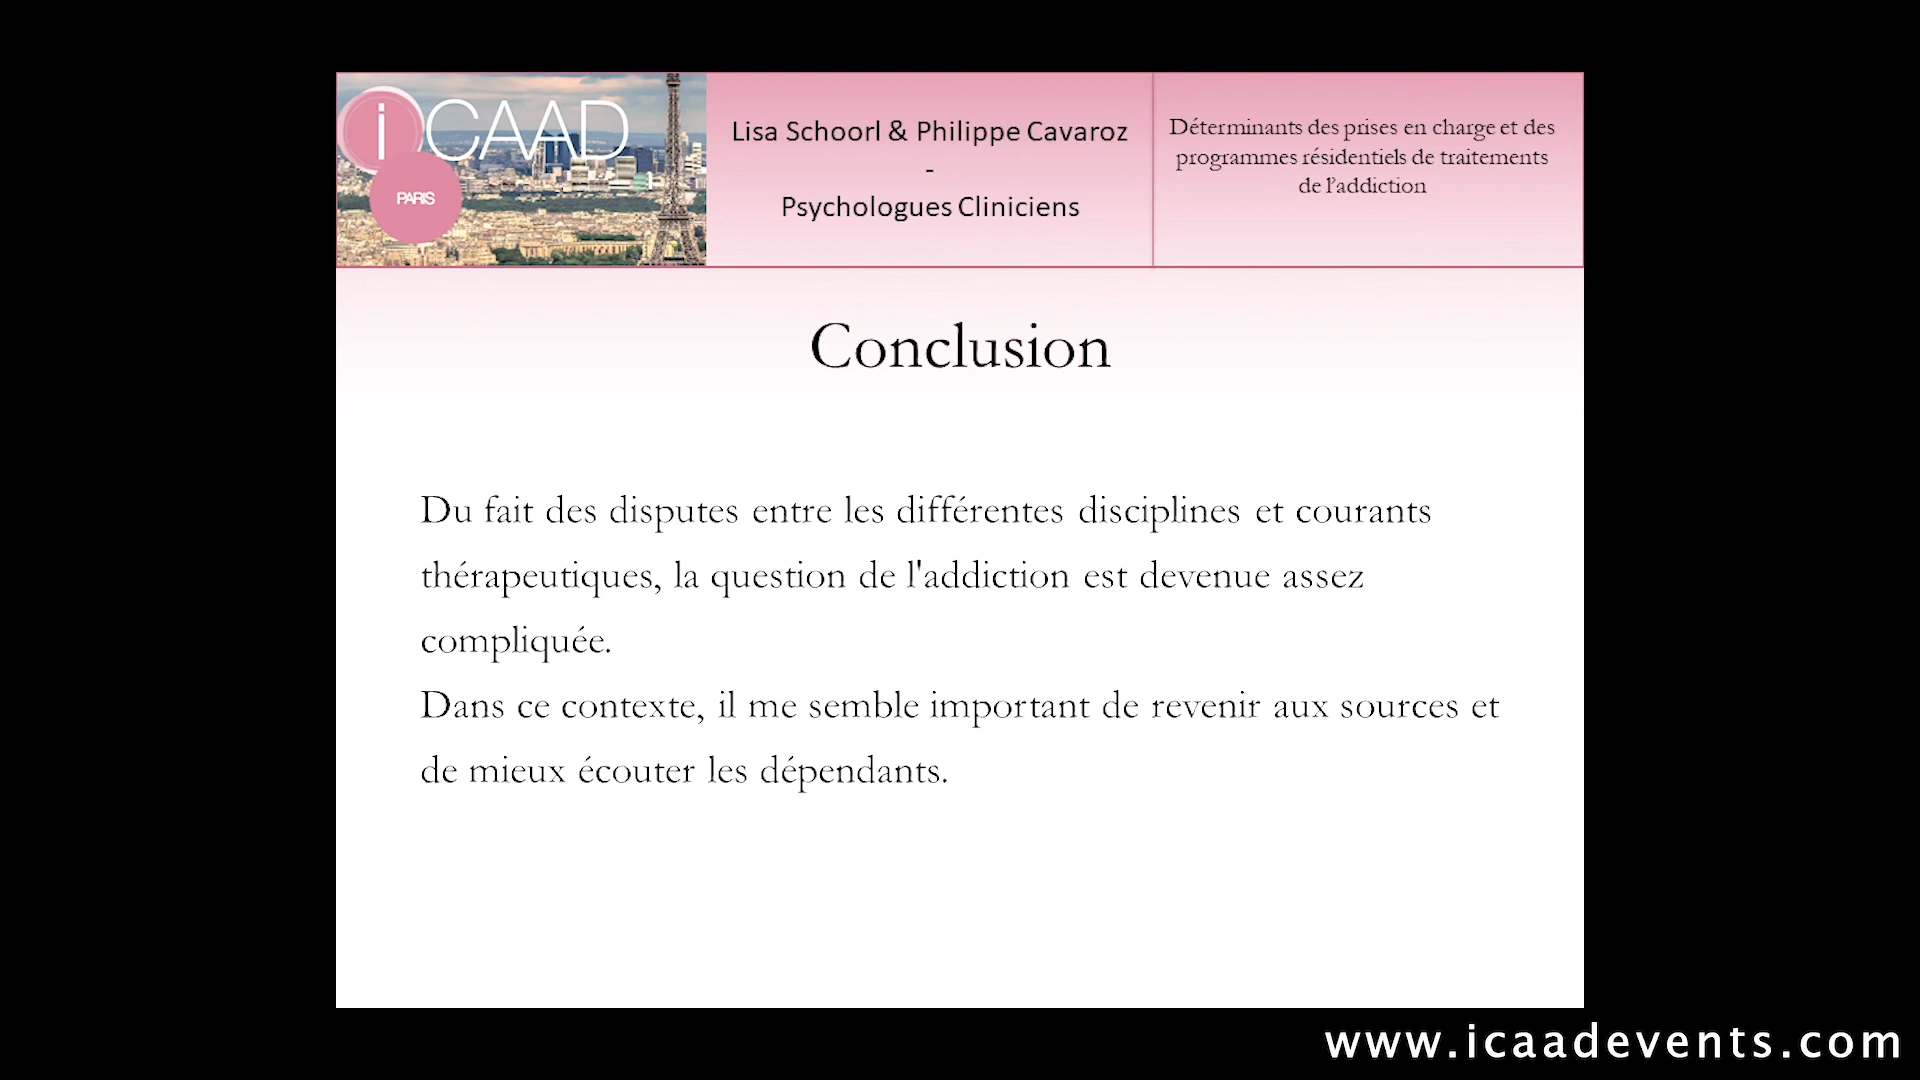 iCAAD
PARIS
Lisa Schoorl & Philippe Cavaroz
-
Psychologues Cliniciens
Déterminants des prises en charge et des
programmes résidentiels de traitements
de l’addiction
Conclusion
Du fait des disputes entre les différentes disciplines et courants
thérapeutiques, la question de l'addiction est devenue assez
compliquée.
Dans ce contexte, il me semble important de revenir aux sources et
de mieux écouter les dépendants.
www.icaadevents.com